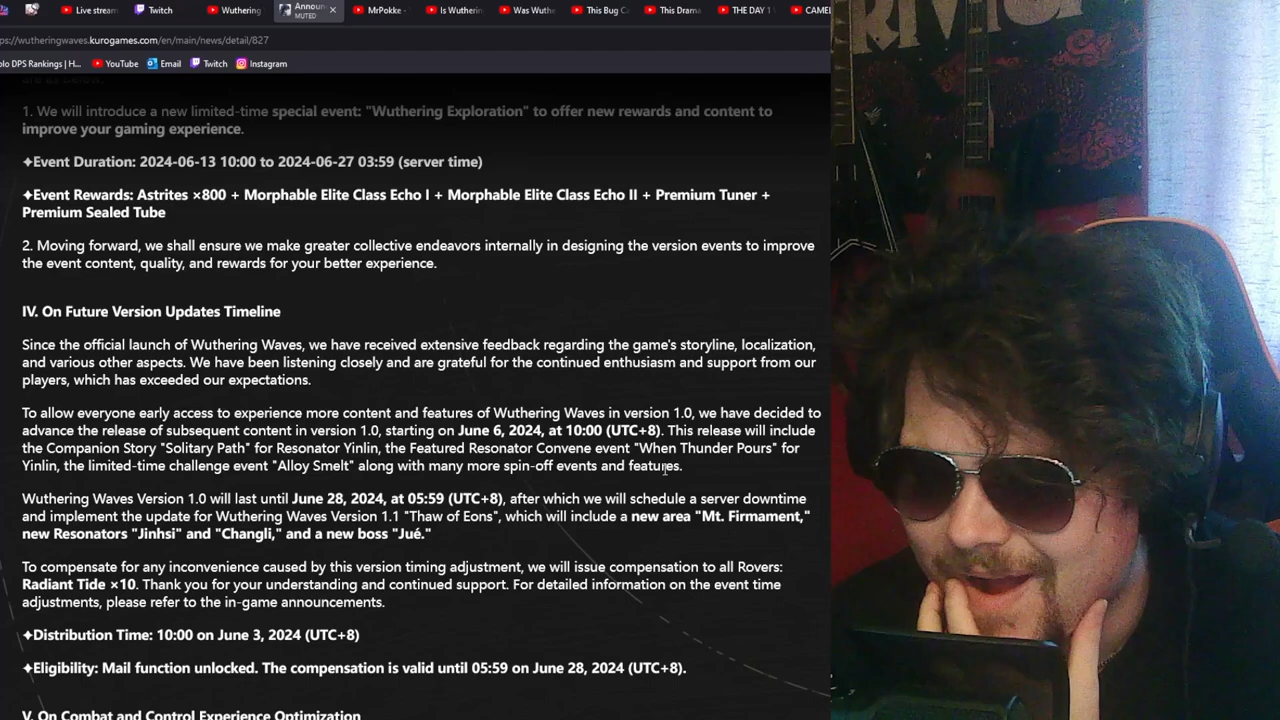 Live stream
Twitch
Wuthering
Announ
MUTED
MrPokke -
Is Wutherin
Was Wuthe
This Bug C
This Drama
THE DAY 1
CAMEL
ps://wutheringwaves.kurogames.com/en/main/news/detail/827
olo DPS Rankings | H...
YouTube
Email
Twitch
Instagram
are as below:
1. We will introduce a new limited-time special event: "Wuthering Exploration" to offer new rewards and content to
improve your gaming experience.
✦Event Duration: 2024-06-13 10:00 to 2024-06-27 03:59 (server time)
✦Event Rewards: Astrites ×800 + Morphable Elite Class Echo I + Morphable Elite Class Echo II + Premium Tuner +
Premium Sealed Tube
2. Moving forward, we shall ensure we make greater collective endeavors internally in designing the version events to improve
the event content, quality, and rewards for your better experience.
IV. On Future Version Updates Timeline
Since the official launch of Wuthering Waves, we have received extensive feedback regarding the game's storyline, localization,
and various other aspects. We have been listening closely and are grateful for the continued enthusiasm and support from our
players, which has exceeded our expectations.
To allow everyone early access to experience more content and features of Wuthering Waves in version 1.0, we have decided to
advance the release of subsequent content in version 1.0, starting on June 6, 2024, at 10:00 (UTC+8). This release will include
the Companion Story "Solitary Path" for Resonator Yinlin, the Featured Resonator Convene event "When Thunder Pours" for
Yinlin, the limited-time challenge event "Alloy Smelt" along with many more spin-off events and features.
Wuthering Waves Version 1.0 will last until June 28, 2024, at 05:59 (UTC+8), after which we will schedule a server downtime
and implement the update for Wuthering Waves Version 1.1 "Thaw of Eons", which will include a new area "Mt. Firmament,"
new Resonators "Jinhsi" and "Changli," and a new boss "Jué."
To compensate for any inconvenience caused by this version timing adjustment, we will issue compensation to all Rovers:
Radiant Tide ×10. Thank you for your understanding and continued support. For detailed information on the event time
adjustments, please refer to the in-game announcements.
✦Distribution Time: 10:00 on June 3, 2024 (UTC+8)
✦Eligibility: Mail function unlocked. The compensation is valid until 05:59 on June 28, 2024 (UTC+8).
V. On Combat and Control Experience Optimization